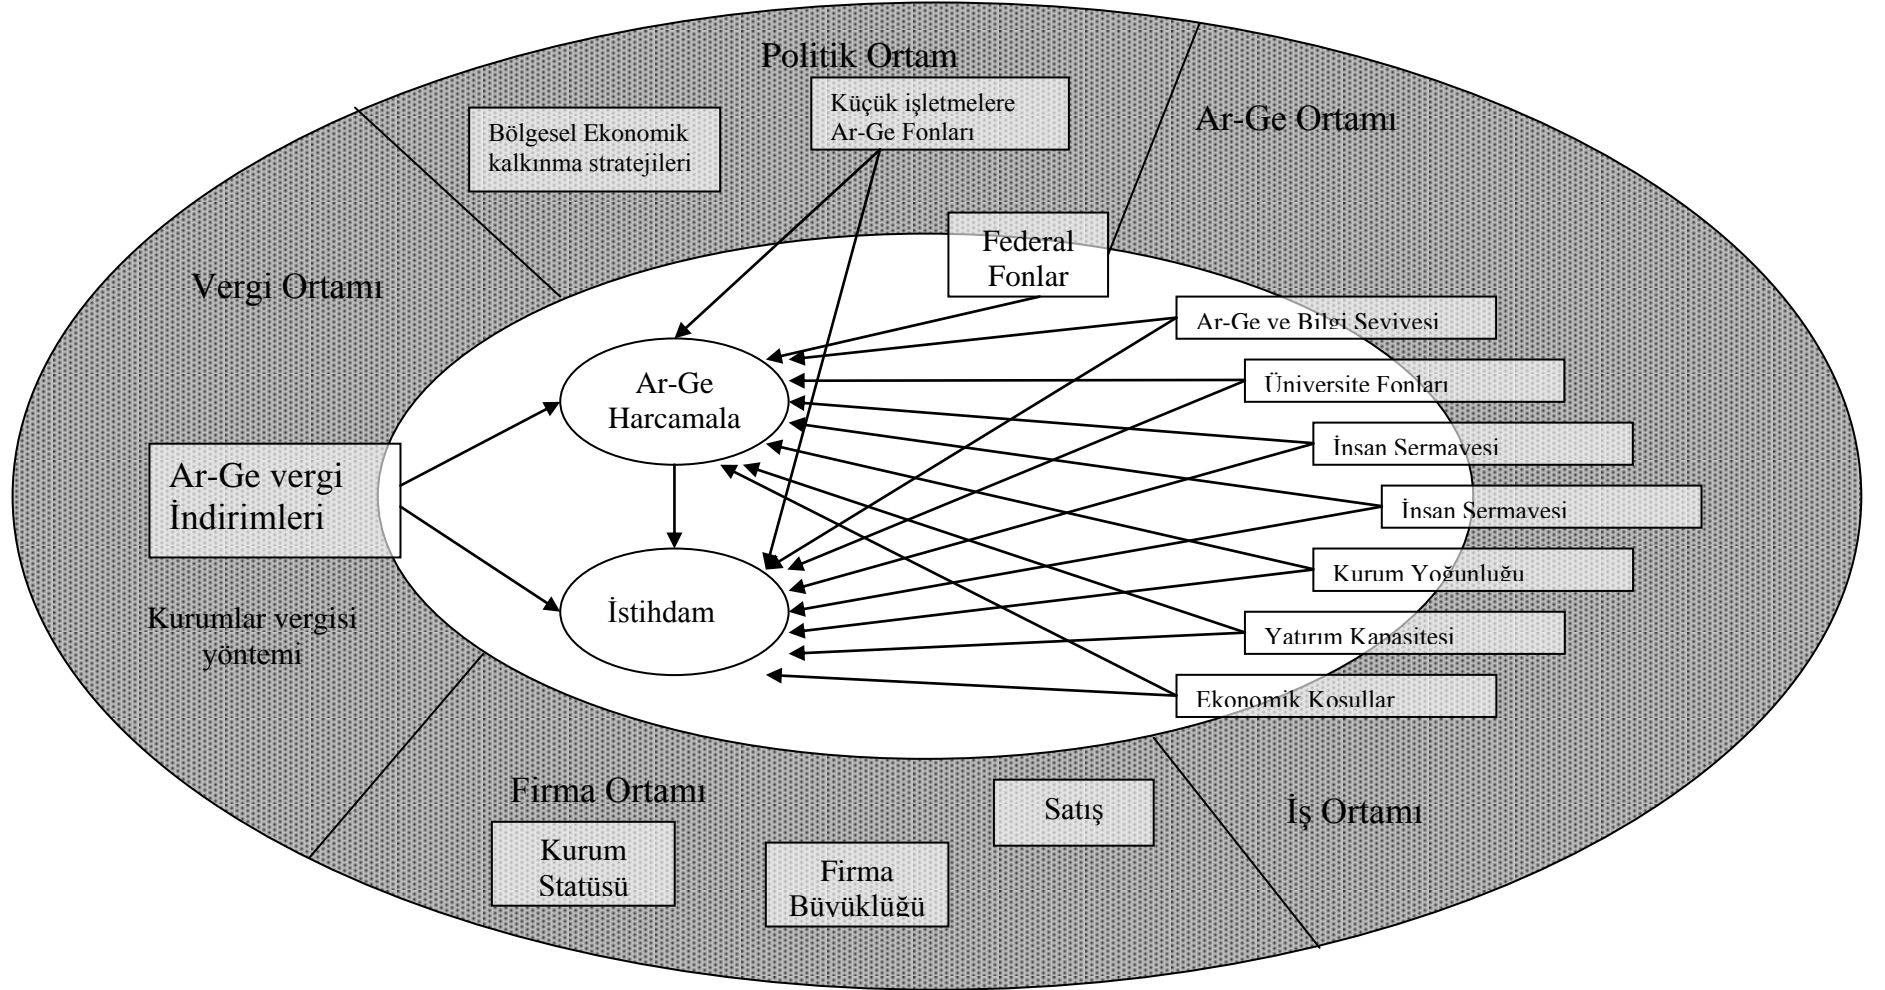 Politik Ortam
Küçük işletmelere
Ar-Ge Fonları
Bölgesel Ekonomik
kalkınma stratejileri
Ar-Ge Ortamı
Federal
Fonlar
Vergi Ortamı
Ar-Ge ve Bilgi Seviyesi
Ar-Ge
Harcamala
Üniversite Fonları
İnsan Sermayesi
Ar-Ge vergi
İndirimleri
İnsan Sermayesi
Kurum Yoğunluğu
İstihdam
Kurumlar vergisi
yöntemi
Yatırım Kapasitesi
Ekonomik Koşullar
Firma Ortamı
Satış
İş Ortamı
Kurum
Statüsü
Firma
Büyüklüğü